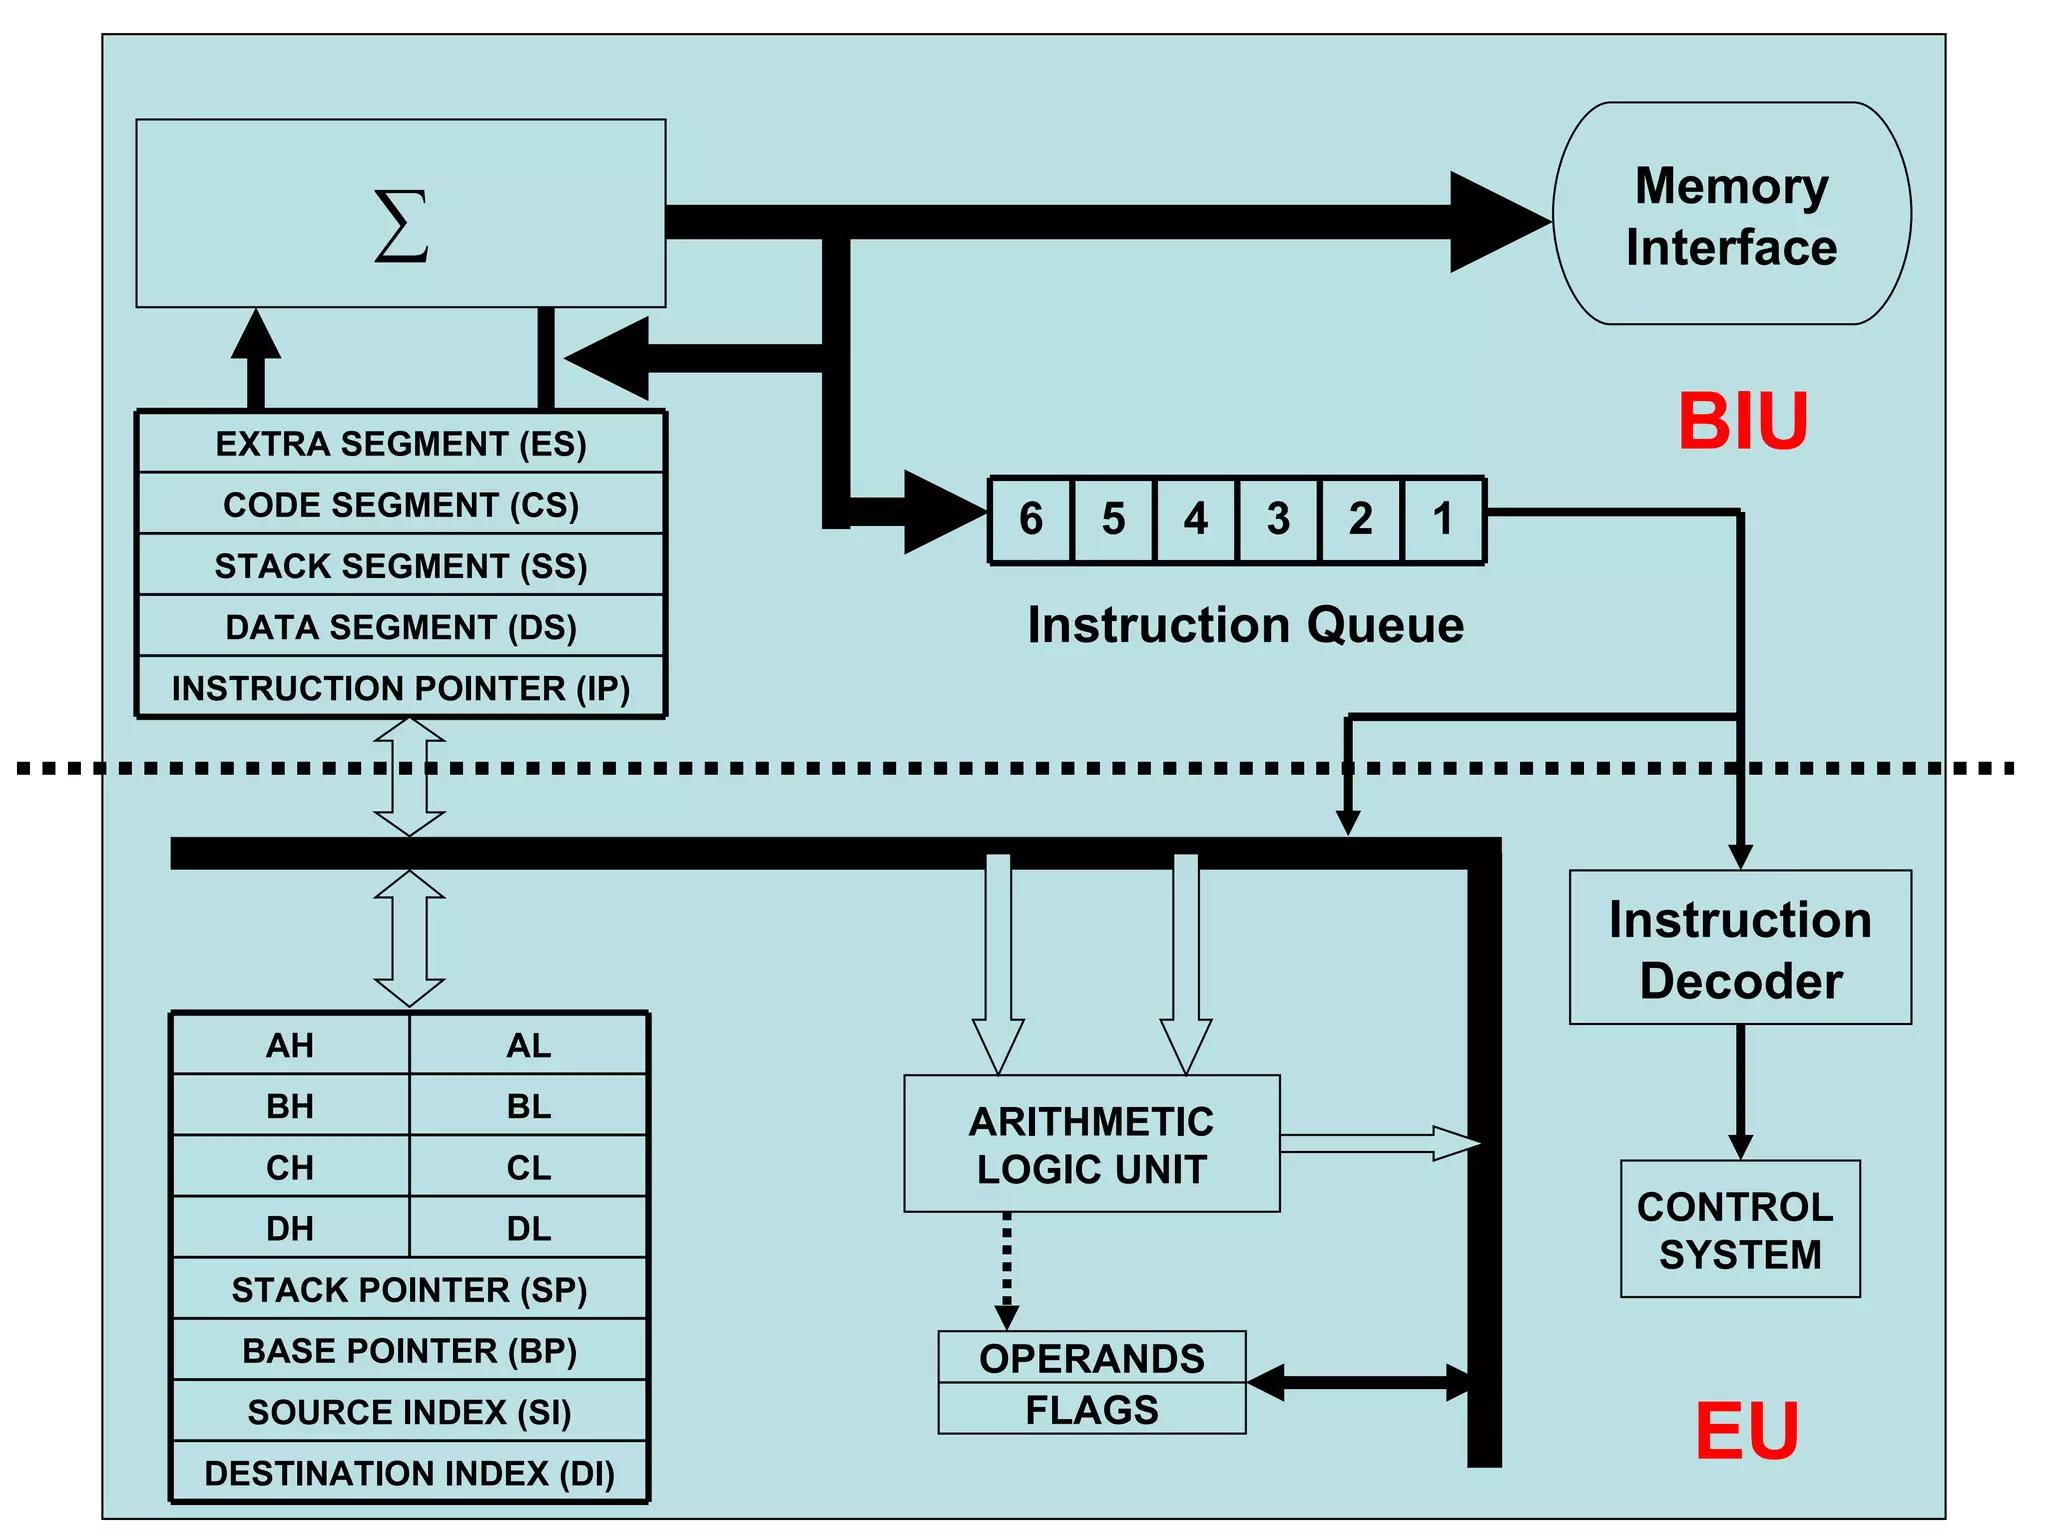 ∑
Memory
Interface
BIU
EXTRA SEGMENT (ES)
CODE SEGMENT (CS)
STACK SEGMENT (SS)
DATA SEGMENT (DS)
INSTRUCTION POINTER (IP)
6 5 4 3 2 1
Instruction Queue
Instruction
Decoder
AH AL
BH BL
CH CL
DH DL
STACK POINTER (SP)
BASE POINTER (BP)
SOURCE INDEX (SI)
DESTINATION INDEX (DI)
ARITHMETIC
LOGIC UNIT
OPERANDS
FLAGS
CONTROL
SYSTEM
EU